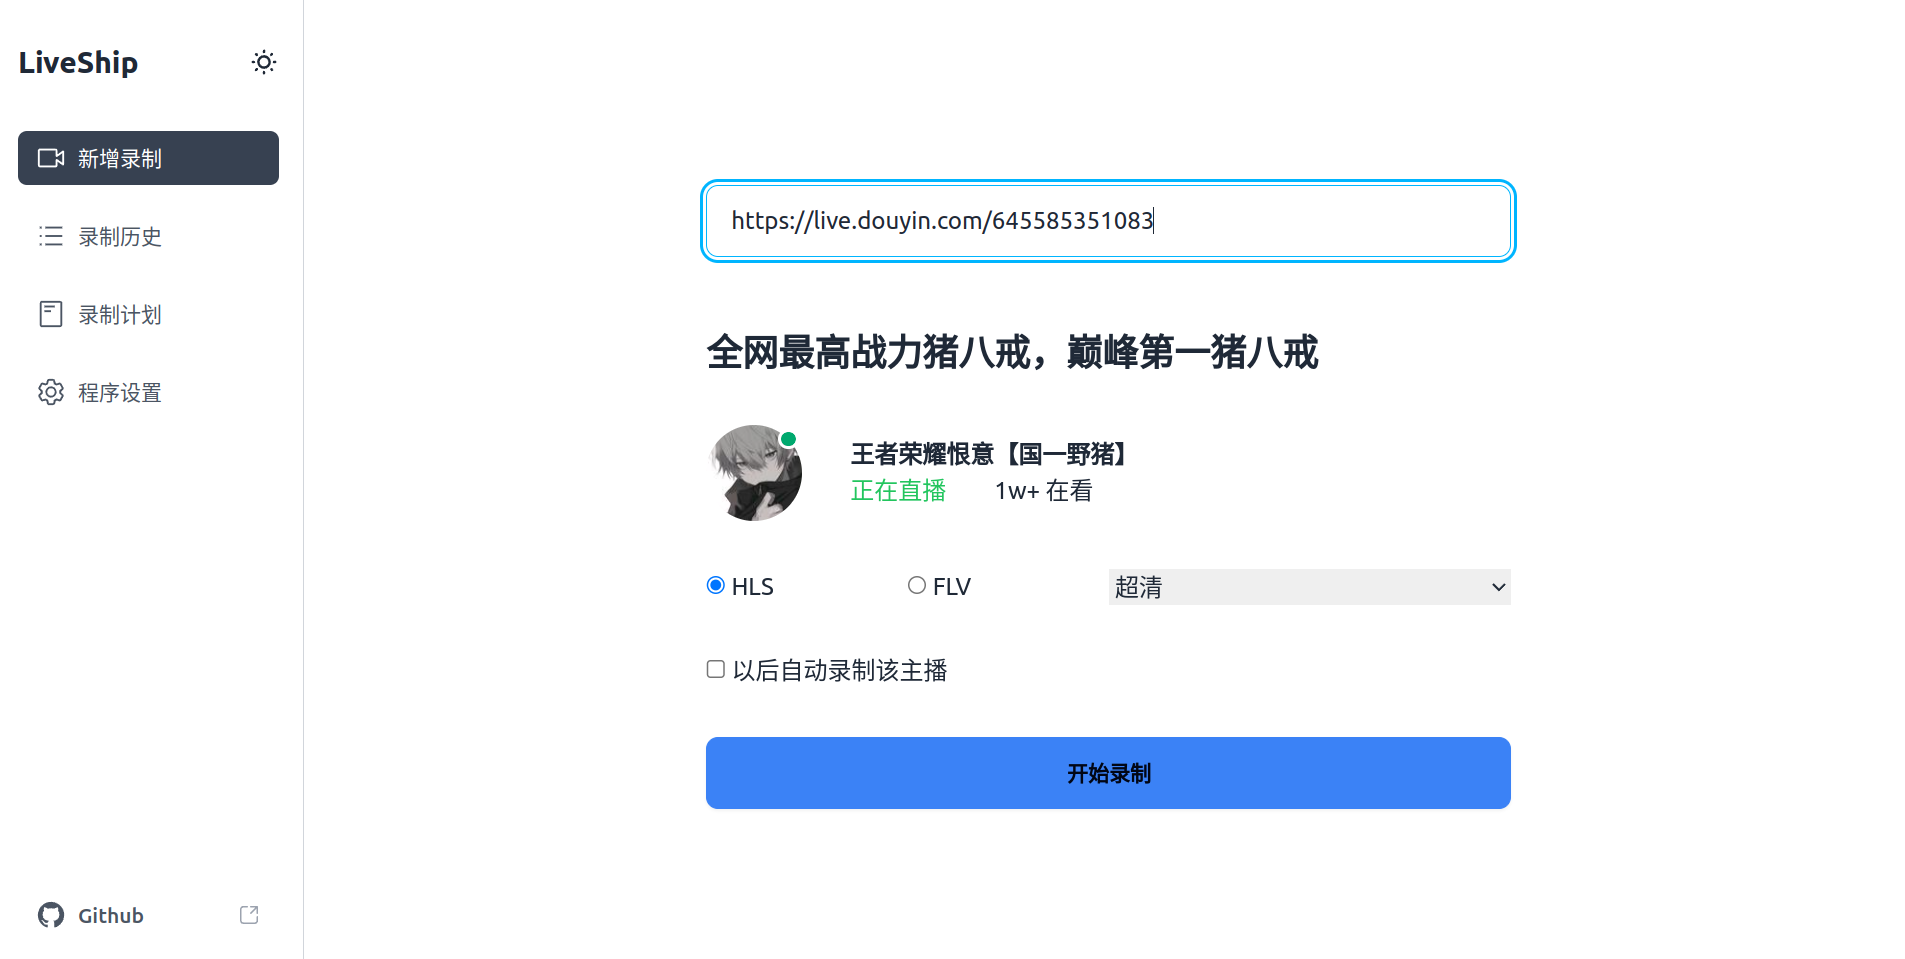 LiveShip
新增录制
录制历史
录制计划
程序设置
Github
https://live.douyin.com/645585351083
全网最高战力猪八戒，巅峰第一猪八戒
王者荣耀恨意【国一野猪】
正在直播 1w+ 在看
HLS FLV 超清
以后自动录制该主播
开始录制